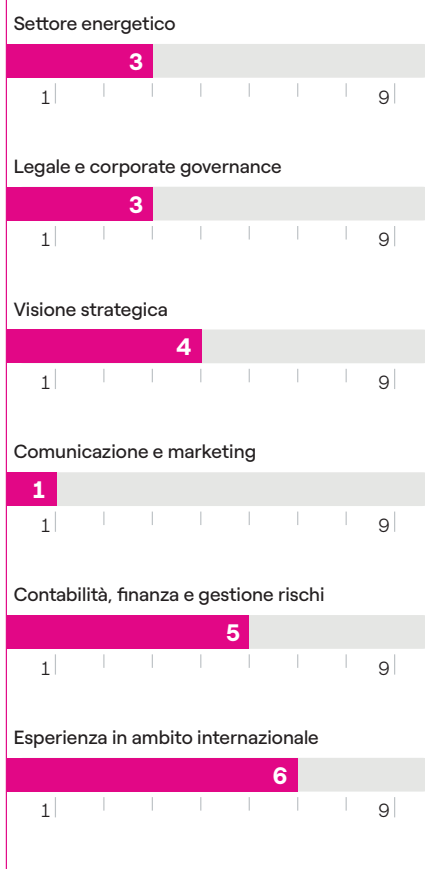 Settore energetico
3
1 9
Legale e corporate governance
3
1 9
Visione strategica
4
1 9
Comunicazione e marketing
1
1 9
Contabilità, finanza e gestione rischi
5
1 9
Esperienza in ambito internazionale
6
1 9